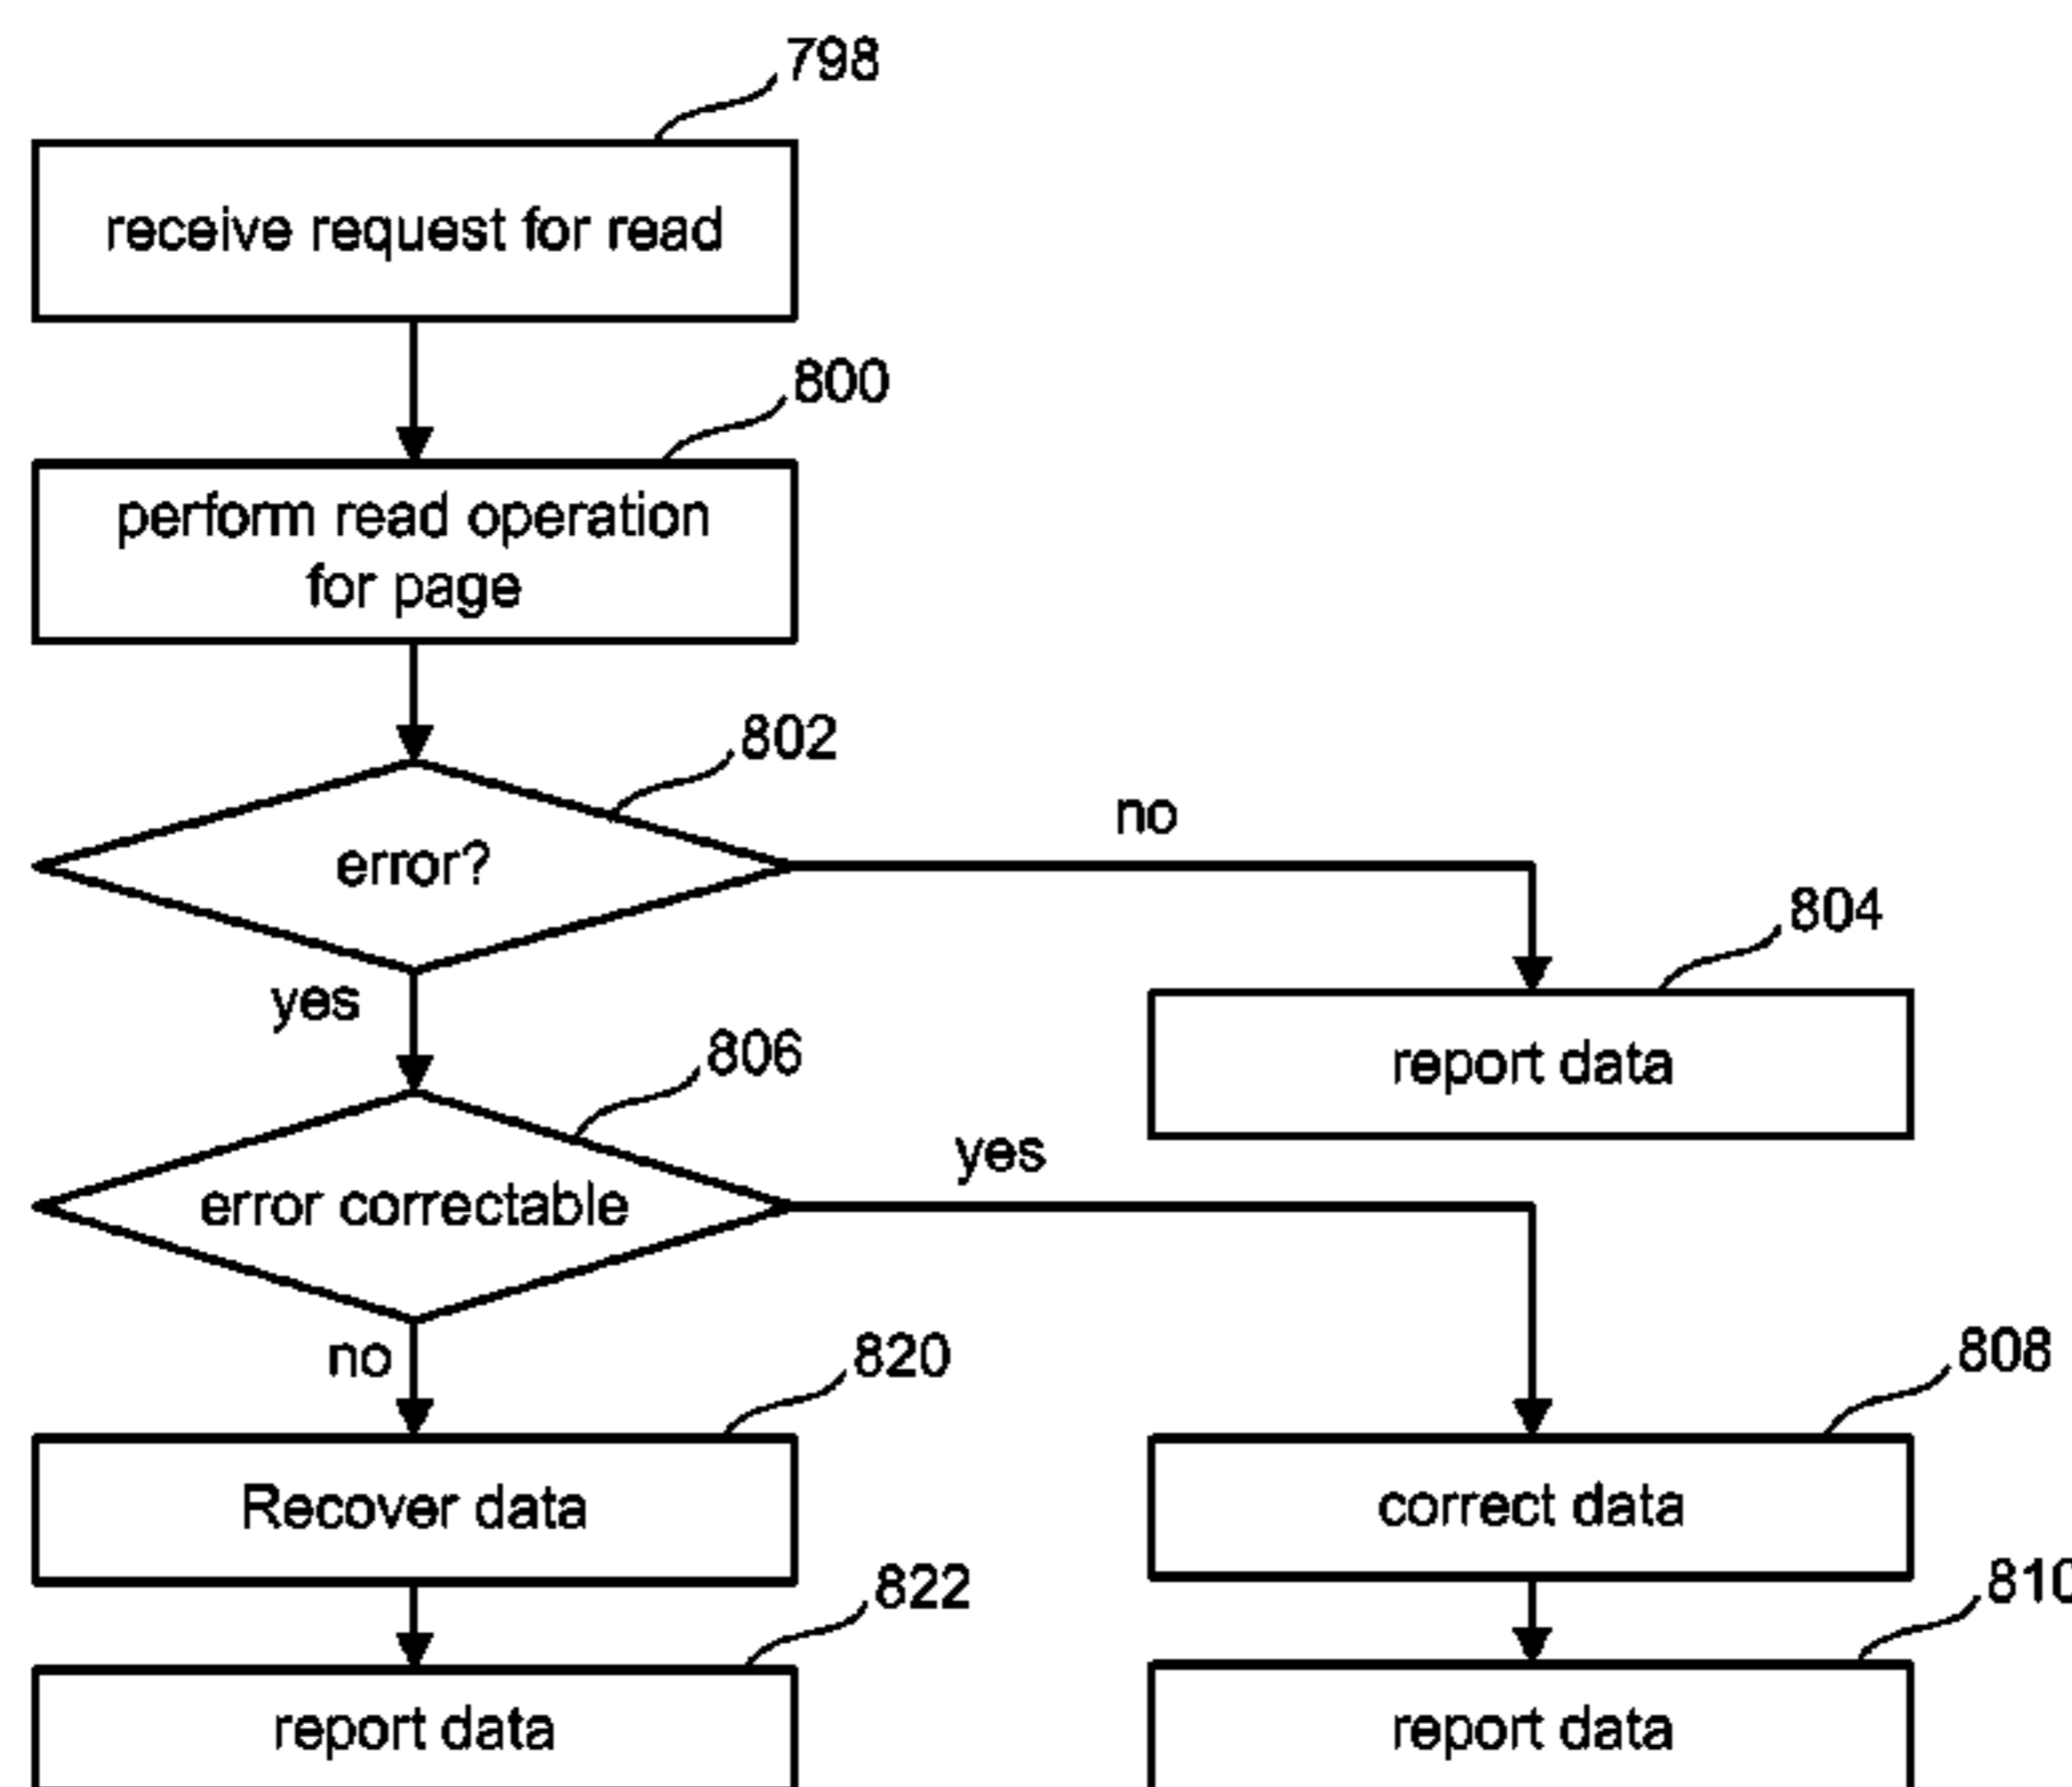 798
receive request for read
800
perform read operation
for page
802
error?
no
804
report data
yes
806
error correctable
yes
no
820
Recover data
808
correct data
822
report data
810
report data